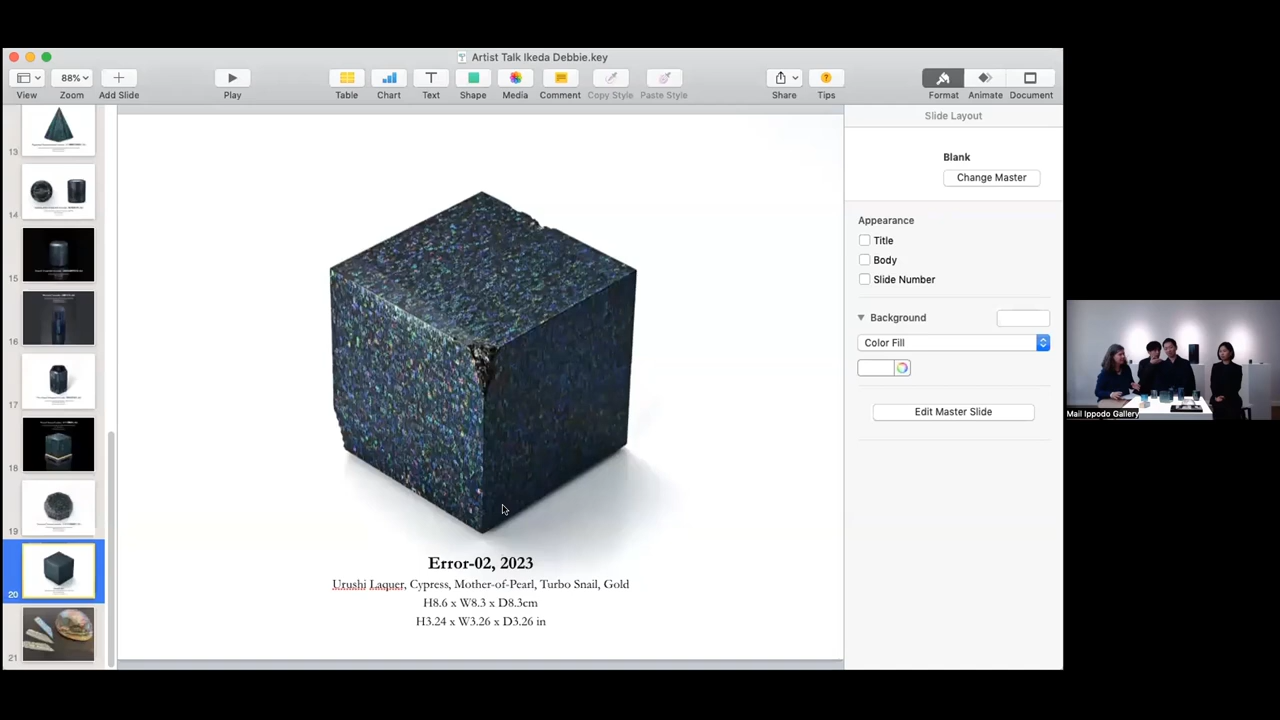 Artist Talk Ikeda Debbie.key
88%
View
Zoom
Add Slide
Play
Table
Chart
Text
Shape
Media
Comment
Copy Style
Paste Style
Share
Tips
Format
Animate
Document
Slide Layout
Blank
Change Master
Appearance
Title
Body
Slide Number
Background
Color Fill
Edit Master Slide
13
14
15
16
17
18
19
20
21
Error-02, 2023
Urushi Laquer, Cypress, Mother-of-Pearl, Turbo Snail, Gold
H8.6 x W8.3 x D8.3cm
H3.24 x W3.26 x D3.26 in
Mail Ippodo Gallery